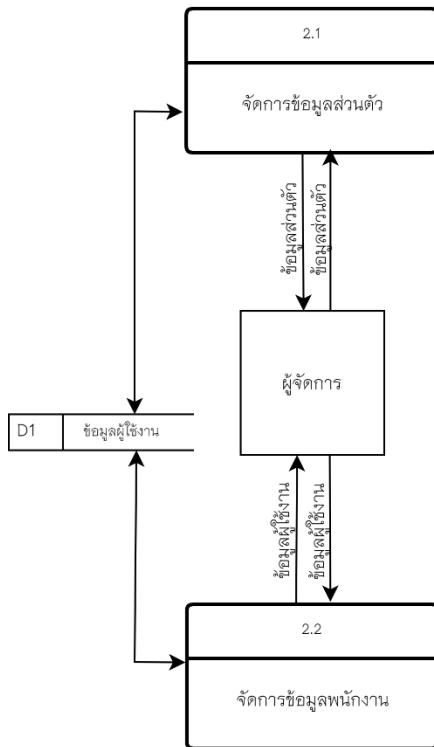 2.1
จัดการข้อมูลส่วนตัว
ข้อมูลส่วนตัว
ข้อมูลส่วนตัว
ผู้จัดการ
D1 ข้อมูลผู้ใช้งาน
ข้อมูลผู้ใช้งาน
ข้อมูลผู้ใช้งาน
2.2
จัดการข้อมูลพนักงาน